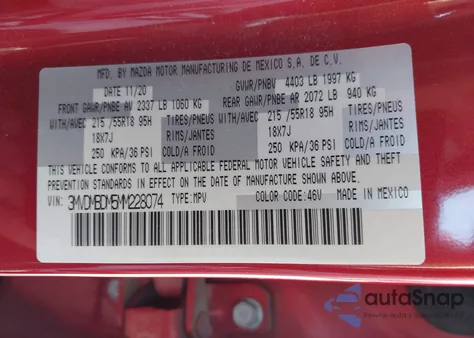 MFD. BY MAZDA MOTOR MANUFACTURING DE MEXICO S.A. DE C.V.
DATE 11/20 GVWR/PNBV 4403 LB 1997 KG
FRONT GAWR/PNBE AV 2337 LB 1060 KG REAR GAWR/PNBE AR 2072 LB 940 KG
WITH/AVEC 215 /55R18 95H TIRES/PNEUS WITH/AVEC 215 /55R18 95H TIRES/PNEUS
18X7J RIMS/JANTES 18X7J RIMS/JANTES
250 KPA/36 PSI COLD/A FROID 250 KPA/36 PSI COLD/A FROID
THIS VEHICLE CONFORMS TO ALL APPLICABLE FEDERAL MOTOR VEHICLE SAFETY AND THEFT
PREVENTION STANDARDS IN EFFECT ON THE DATE OF MANUFACTURE SHOWN ABOVE.
VIN: 3MVDMBDM5MM228074 TYPE: MPV COLOR CODE: 46V MADE IN MEXICO
autoSnap